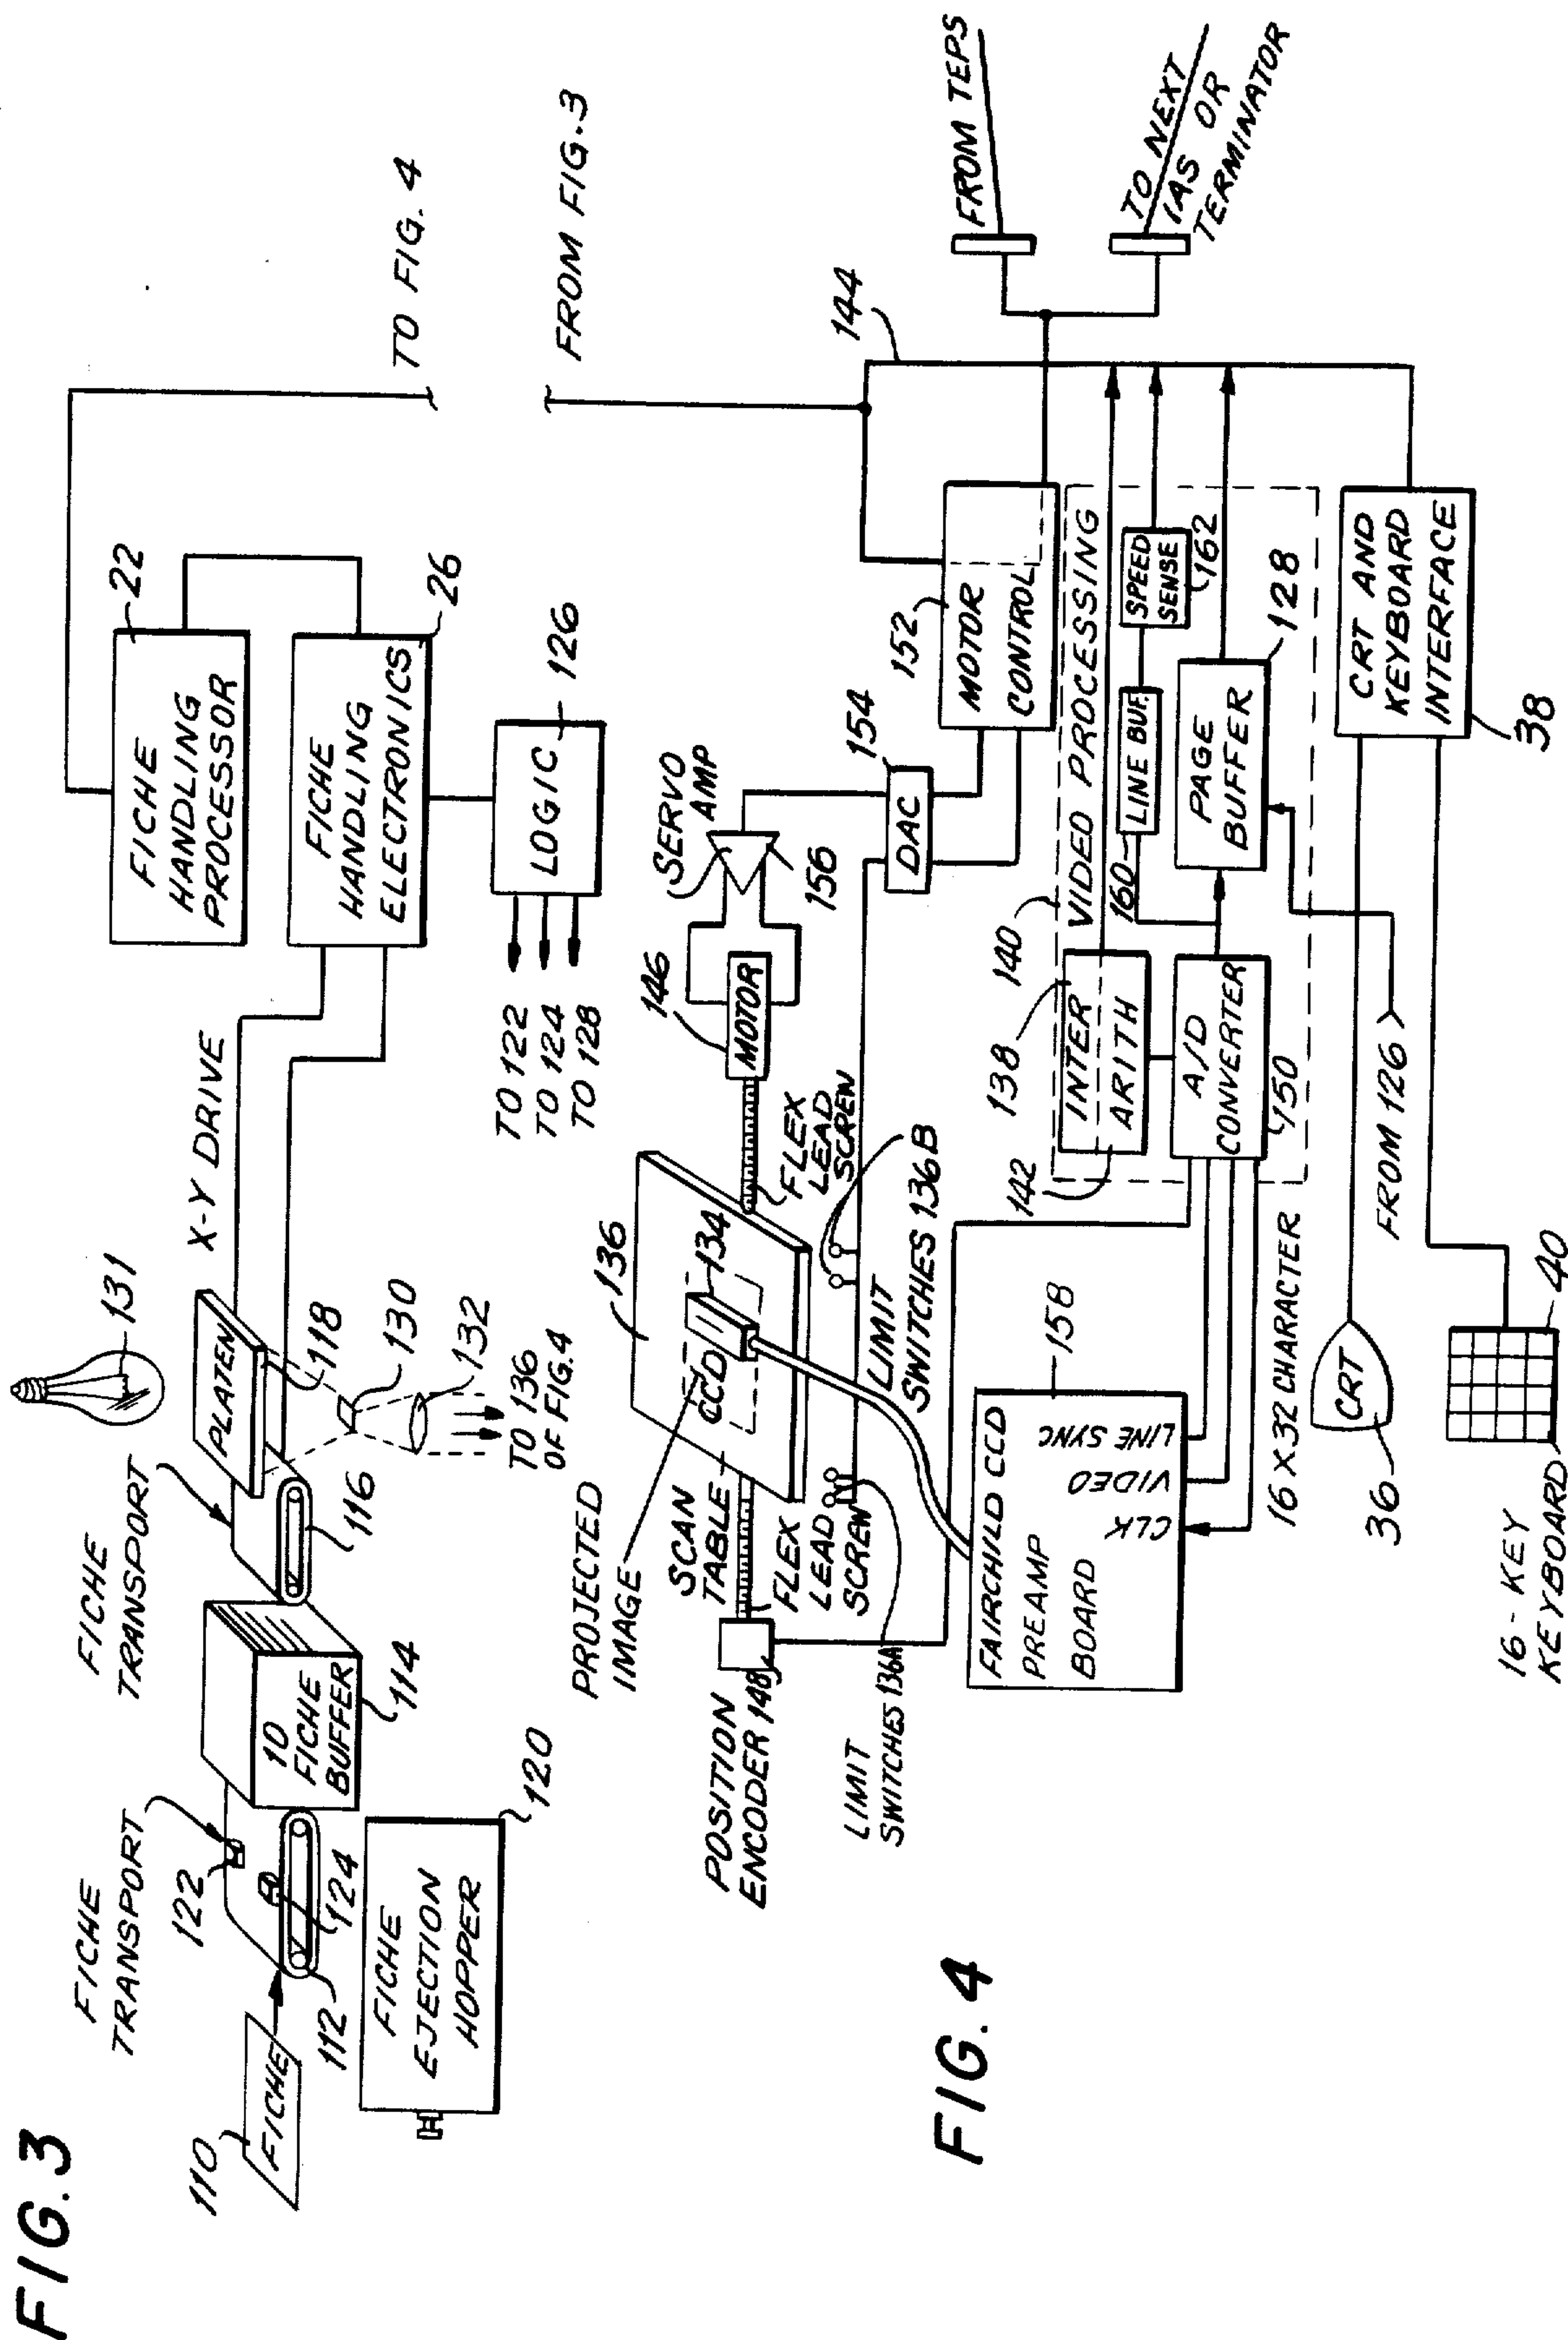 FIG. 3
110
FICHE
FICHE
TRANSPORT
122
124
112
FICHE
EJECTION
HOPPER
120
10
FICHE
BUFFER
114
FICHE
TRANSPORT
116
PLATEN
118
131
130
132
TO 136
OF FIG.4
X-Y DRIVE
FICHE
HANDLING
PROCESSOR
22
FICHE
HANDLING
ELECTRONICS
26
LOGIC
126
TO 122
TO 124
TO 128
TO FIG. 4
FROM FIG. 3
FIG. 4
POSITION
ENCODER 148
PROJECTED
IMAGE
SCAN
TABLE
FLEX
LEAD
SCREW
LIMIT
SWITCHES 136A
136
CCD
134
FLEX
LEAD
SCREW
LIMIT
SWITCHES 136B
146
MOTOR
SERVO
AMP
156
DAC
154
152
MOTOR
CONTROL
144
FROM TEPS
TO NEXT
IAS OR
TERMINATOR
FAIRCHILD CCD
PREAMP
BOARD
158
CLK
VIDEO
LINE SYNC
140
VIDEO PROCESSING
138
INTER
ARITH
142
A/D
CONVERTER
150
160
LINE BUF.
SPEED
SENSE
162
PAGE
BUFFER
128
FROM 126
16 X 32 CHARACTER
CRT
36
16-KEY
KEYBOARD
40
CRT AND
KEYBOARD
INTERFACE
38